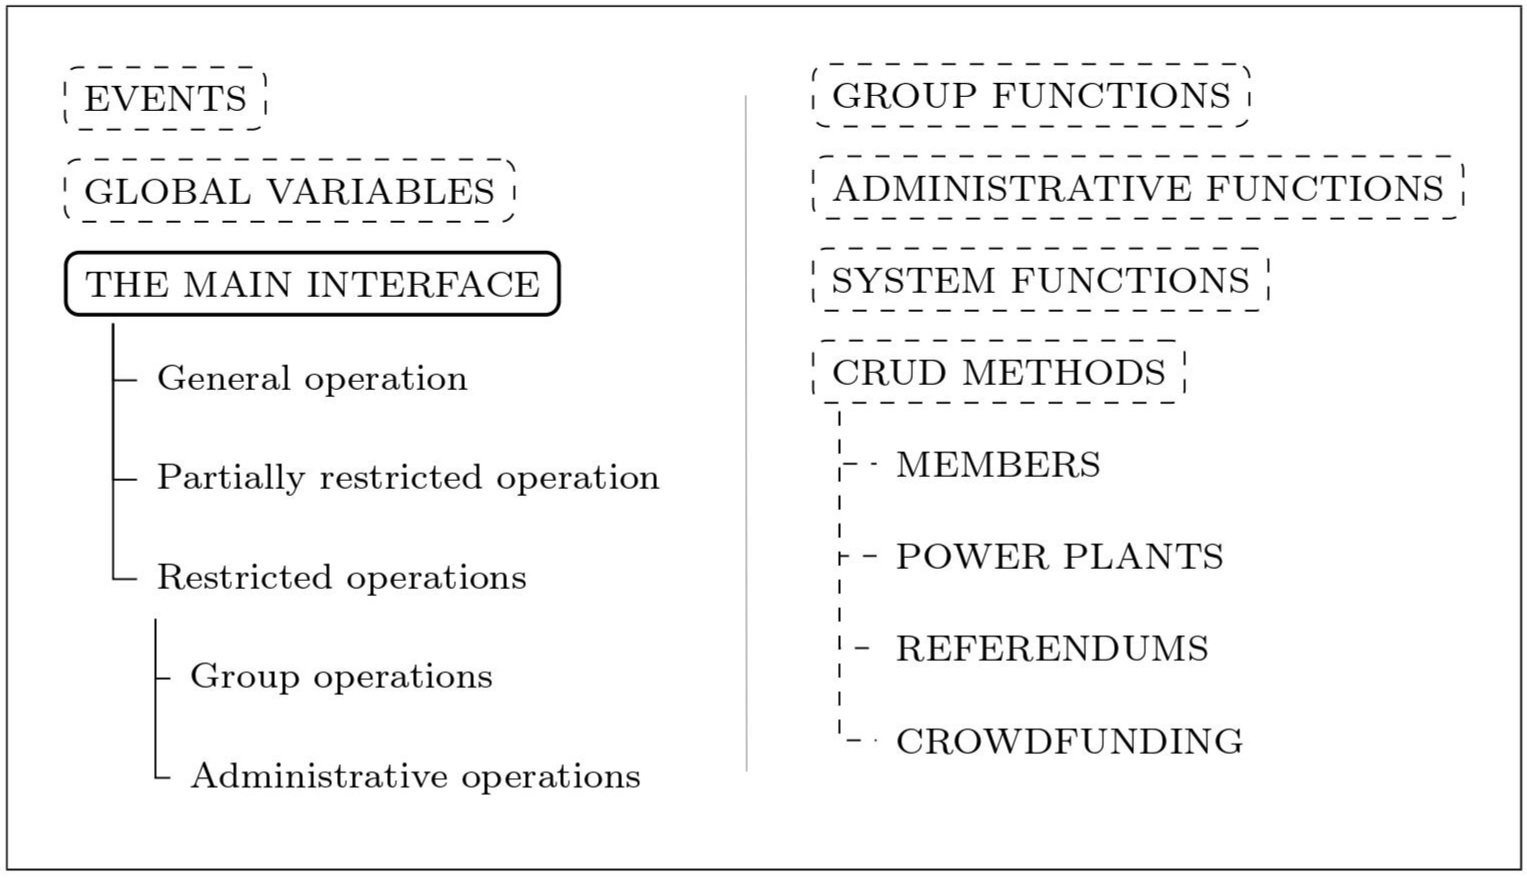 EVENTS
GLOBAL VARIABLES
THE MAIN INTERFACE
General operation
Partially restricted operation
Restricted operations
Group operations
Administrative operations
GROUP FUNCTIONS
ADMINISTRATIVE FUNCTIONS
SYSTEM FUNCTIONS
CRUD METHODS
MEMBERS
POWER PLANTS
REFERENDUMS
CROWDFUNDING